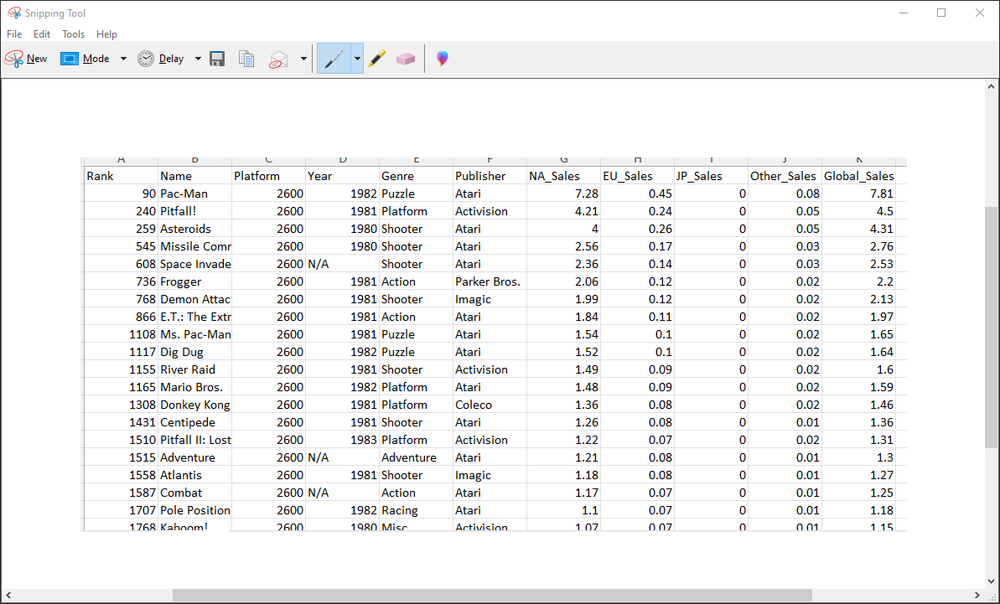 Snipping Tool
File Edit Tools Help
New Mode Delay
A B C D E F G H I J K
Rank Name Platform Year Genre Publisher NA_Sales EU_Sales JP_Sales Other_Sales Global_Sales
90 Pac-Man 2600 1982 Puzzle Atari 7.28 0.45 0 0.08 7.81
240 Pitfall! 2600 1981 Platform Activision 4.21 0.24 0 0.05 4.5
259 Asteroids 2600 1980 Shooter Atari 4 0.26 0 0.05 4.31
545 Missile Comr 2600 1980 Shooter Atari 2.56 0.17 0 0.03 2.76
608 Space Invade 2600 N/A Shooter Atari 2.36 0.14 0 0.03 2.53
736 Frogger 2600 1981 Action Parker Bros. 2.06 0.12 0 0.02 2.2
768 Demon Attac 2600 1981 Shooter Imagic 1.99 0.12 0 0.02 2.13
866 E.T.: The Extr 2600 1981 Action Atari 1.84 0.11 0 0.02 1.97
1108 Ms. Pac-Man 2600 1981 Puzzle Atari 1.54 0.1 0 0.02 1.65
1117 Dig Dug 2600 1982 Puzzle Atari 1.52 0.1 0 0.02 1.64
1155 River Raid 2600 1981 Shooter Activision 1.49 0.09 0 0.02 1.6
1165 Mario Bros. 2600 1982 Platform Atari 1.48 0.09 0 0.02 1.59
1308 Donkey Kong 2600 1981 Platform Coleco 1.36 0.08 0 0.02 1.46
1431 Centipede 2600 1981 Shooter Atari 1.26 0.08 0 0.01 1.36
1510 Pitfall II: Lost 2600 1983 Platform Activision 1.22 0.07 0 0.02 1.31
1515 Adventure 2600 N/A Adventure Atari 1.21 0.08 0 0.01 1.3
1558 Atlantis 2600 1981 Shooter Imagic 1.18 0.08 0 0.01 1.27
1587 Combat 2600 N/A Action Atari 1.17 0.07 0 0.01 1.25
1707 Pole Position 2600 1982 Racing Atari 1.1 0.07 0 0.01 1.18
1768 Kaboom! 2600 1980 Misc Activision 1.07 0.07 0 0.01 1.15